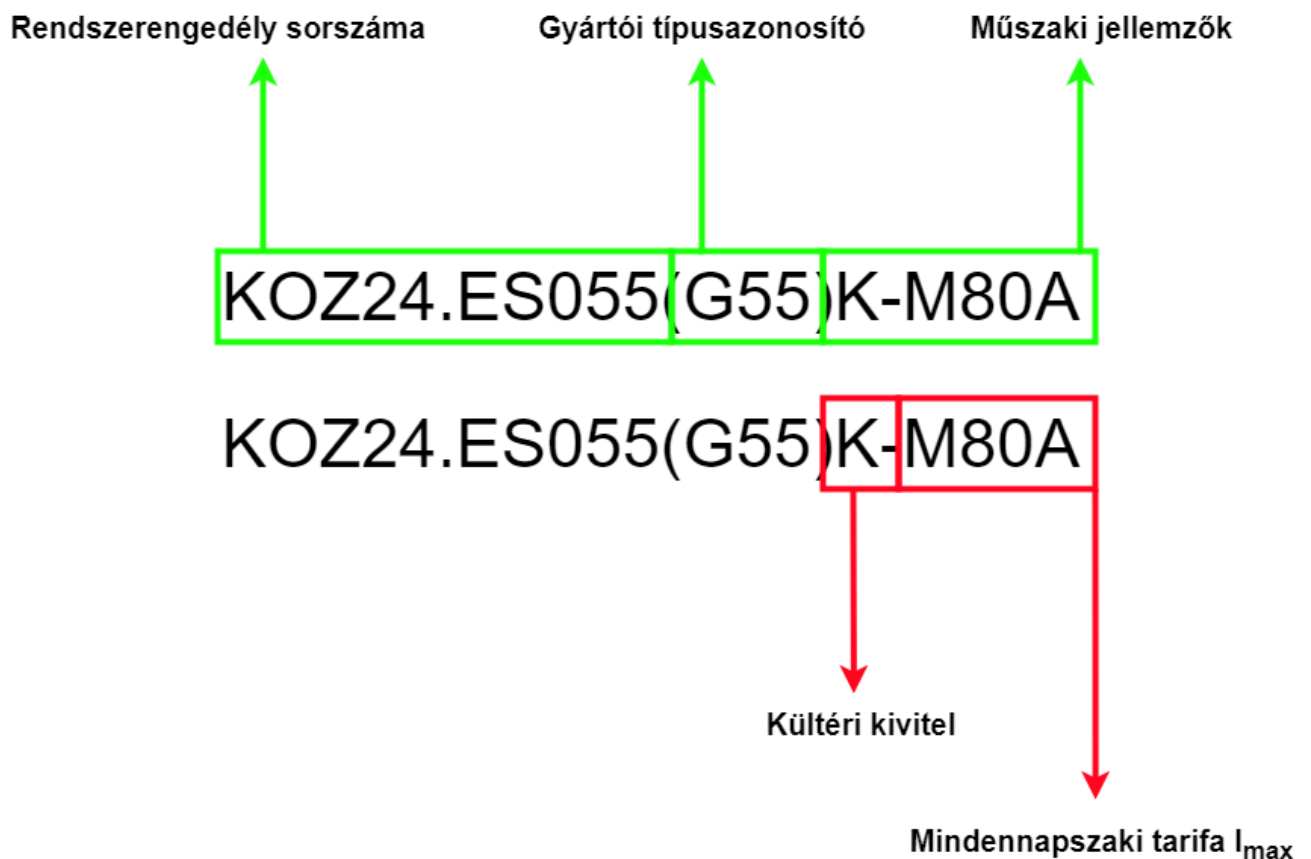 Rendszerengedély sorszáma Gyártói típusazonosító Műszaki jellemzők
KOZ24.ES055(G55)K-M80A
KOZ24.ES055(G55)K-M80A
Kültéri kivitel
Mindennapszaki tarifa Imax